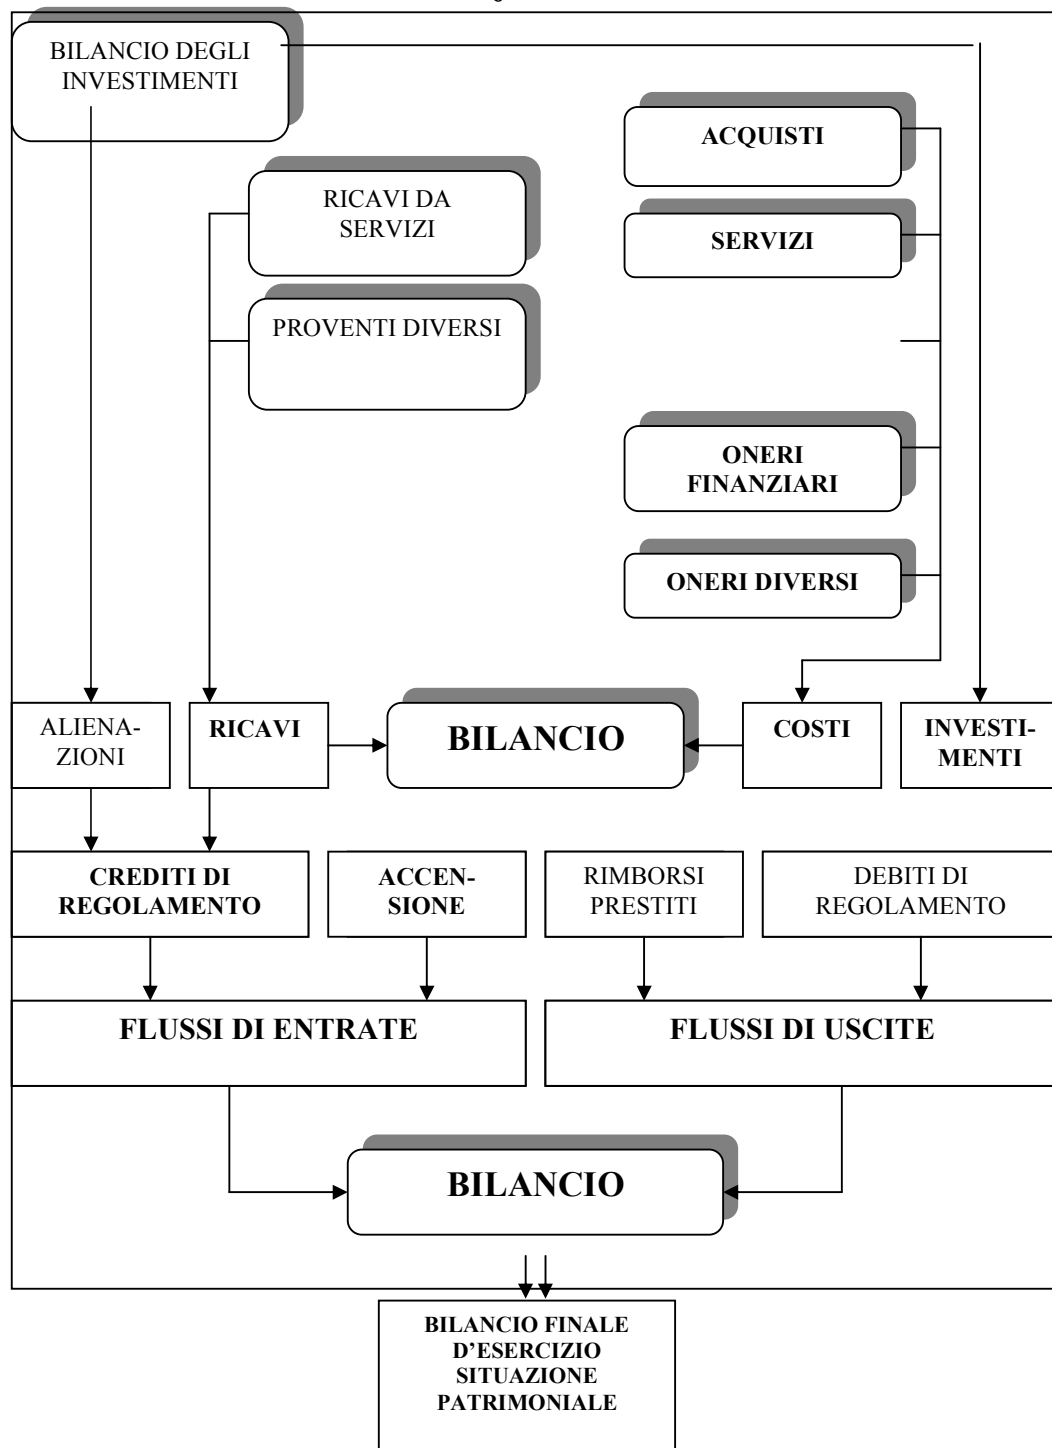 BILANCIO DEGLI
INVESTIMENTI
ACQUISTI
RICAVI DA
SERVIZI
SERVIZI
PROVENTI DIVERSI
ONERI
FINANZIARI
ONERI DIVERSI
ALIENA-
ZIONI
RICAVI
BILANCIO
COSTI
INVESTI-
MENTI
CREDITI DI
REGOLAMENTO
ACCEN-
SIONE
RIMBORSI
PRESTITI
DEBITI DI
REGOLAMENTO
FLUSSI DI ENTRATE
FLUSSI DI USCITE
BILANCIO
BILANCIO FINALE
D'ESERCIZIO
SITUAZIONE
PATRIMONIALE